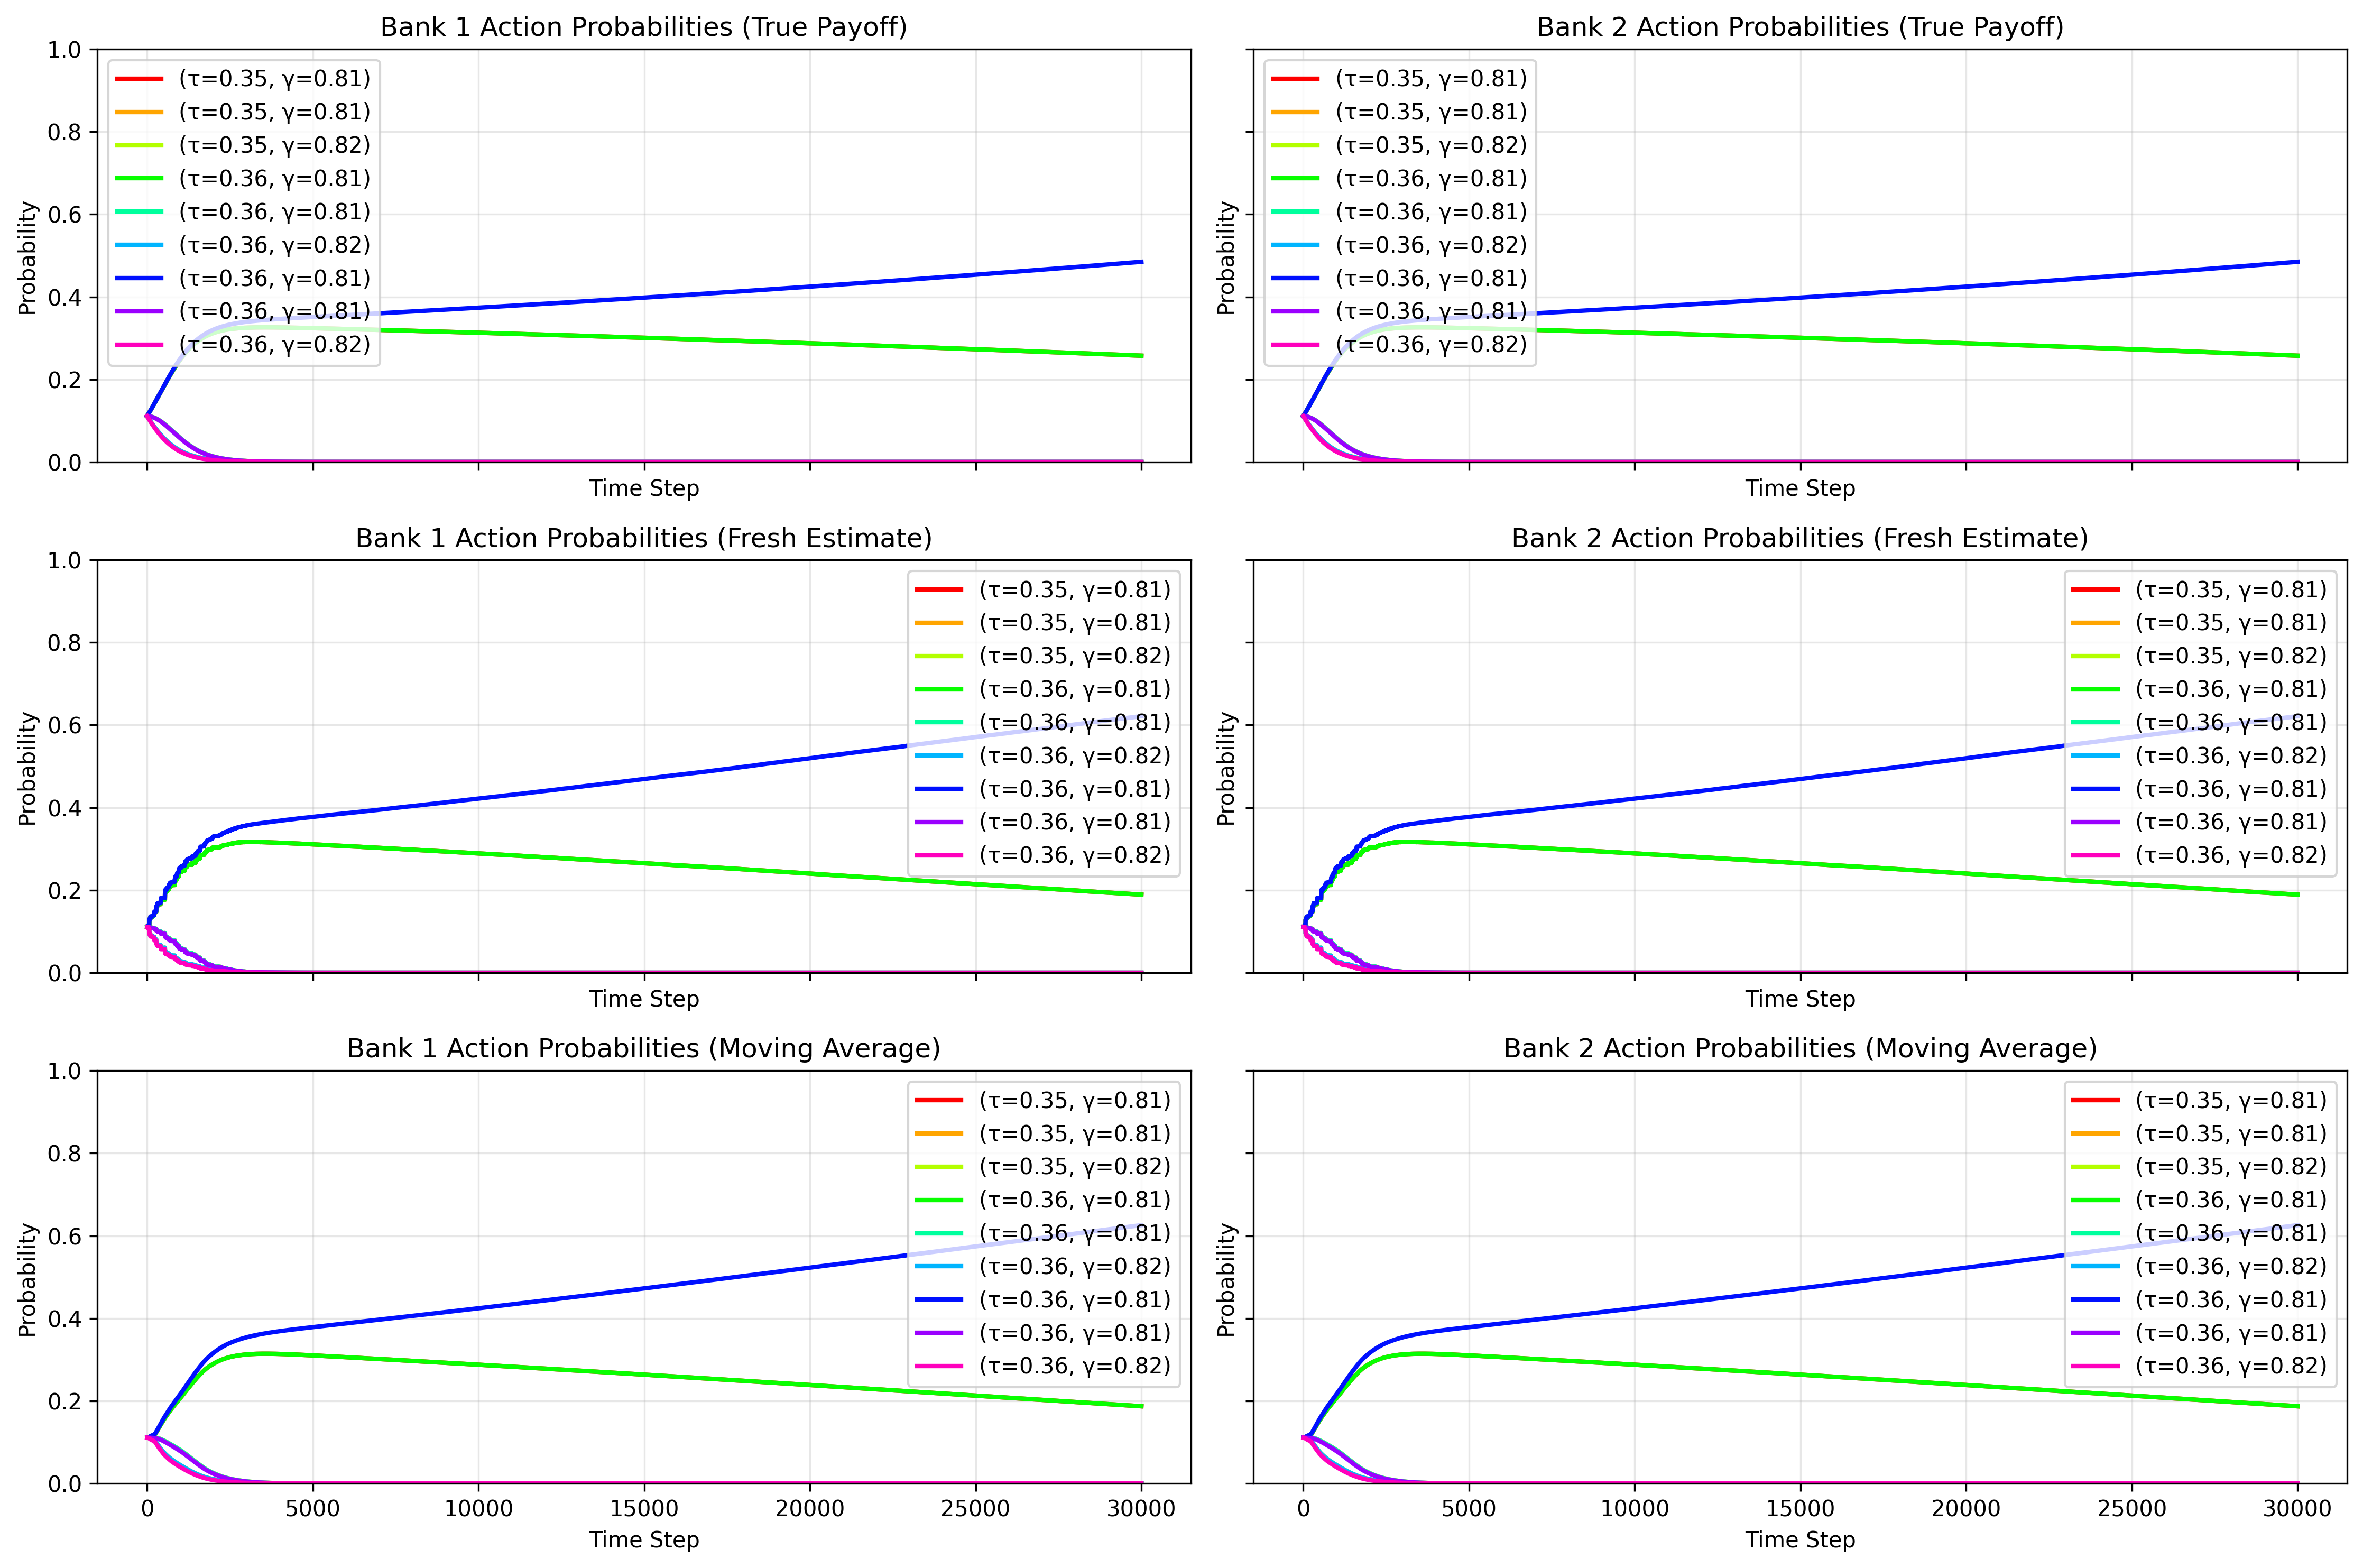 Bank 1 Action Probabilities (True Payoff)
1.0
0.8
0.6
0.4
0.2
0.0
Probability
(τ=0.35, γ=0.81)
(τ=0.35, γ=0.81)
(τ=0.35, γ=0.82)
(τ=0.36, γ=0.81)
(τ=0.36, γ=0.81)
(τ=0.36, γ=0.82)
(τ=0.36, γ=0.81)
(τ=0.36, γ=0.81)
(τ=0.36, γ=0.82)
Time Step
Bank 2 Action Probabilities (True Payoff)
Probability
(τ=0.35, γ=0.81)
(τ=0.35, γ=0.81)
(τ=0.35, γ=0.82)
(τ=0.36, γ=0.81)
(τ=0.36, γ=0.81)
(τ=0.36, γ=0.82)
(τ=0.36, γ=0.81)
(τ=0.36, γ=0.81)
(τ=0.36, γ=0.82)
Time Step
Bank 1 Action Probabilities (Fresh Estimate)
1.0
0.8
0.6
0.4
0.2
0.0
Probability
(τ=0.35, γ=0.81)
(τ=0.35, γ=0.81)
(τ=0.35, γ=0.82)
(τ=0.36, γ=0.81)
(τ=0.36, γ=0.81)
(τ=0.36, γ=0.82)
(τ=0.36, γ=0.81)
(τ=0.36, γ=0.81)
(τ=0.36, γ=0.82)
Time Step
Bank 2 Action Probabilities (Fresh Estimate)
Probability
(τ=0.35, γ=0.81)
(τ=0.35, γ=0.81)
(τ=0.35, γ=0.82)
(τ=0.36, γ=0.81)
(τ=0.36, γ=0.81)
(τ=0.36, γ=0.82)
(τ=0.36, γ=0.81)
(τ=0.36, γ=0.81)
(τ=0.36, γ=0.82)
Time Step
Bank 1 Action Probabilities (Moving Average)
1.0
0.8
0.6
0.4
0.2
0.0
Probability
(τ=0.35, γ=0.81)
(τ=0.35, γ=0.81)
(τ=0.35, γ=0.82)
(τ=0.36, γ=0.81)
(τ=0.36, γ=0.81)
(τ=0.36, γ=0.82)
(τ=0.36, γ=0.81)
(τ=0.36, γ=0.81)
(τ=0.36, γ=0.82)
0 5000 10000 15000 20000 25000 30000
Time Step
Bank 2 Action Probabilities (Moving Average)
Probability
(τ=0.35, γ=0.81)
(τ=0.35, γ=0.81)
(τ=0.35, γ=0.82)
(τ=0.36, γ=0.81)
(τ=0.36, γ=0.81)
(τ=0.36, γ=0.82)
(τ=0.36, γ=0.81)
(τ=0.36, γ=0.81)
(τ=0.36, γ=0.82)
0 5000 10000 15000 20000 25000 30000
Time Step